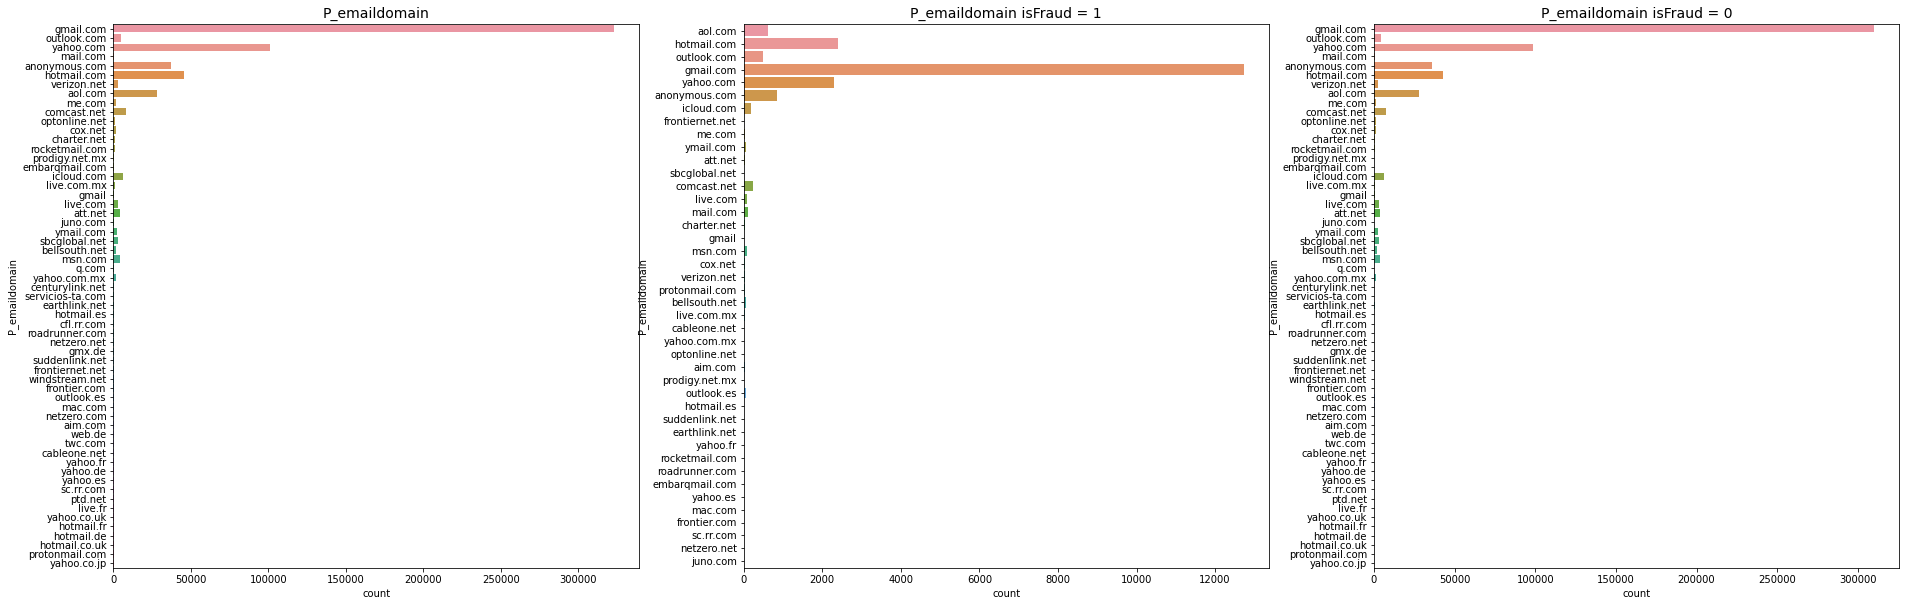 P_emaildomain
gmail.com
outlook.com
yahoo.com
mail.com
anonymous.com
hotmail.com
verizon.net
aol.com
me.com
comcast.net
optonline.net
cox.net
charter.net
rocketmail.com
prodigy.net.mx
embarqmail.com
icloud.com
live.com.mx
gmail
live.com
att.net
juno.com
ymail.com
sbcglobal.net
bellsouth.net
msn.com
q.com
yahoo.com.mx
centurylink.net
servicios-ta.com
earthlink.net
hotmail.es
cfl.rr.com
roadrunner.com
netzero.net
gmx.de
suddenlink.net
frontiernet.net
windstream.net
frontier.com
outlook.es
mac.com
netzero.com
aim.com
web.de
twc.com
cableone.net
yahoo.fr
yahoo.de
yahoo.es
sc.rr.com
ptd.net
live.fr
yahoo.co.uk
hotmail.fr
hotmail.de
hotmail.co.uk
protonmail.com
yahoo.co.jp
P_emaildomain
0 50000 100000 150000 200000 250000 300000
count
P_emaildomain isFraud = 1
aol.com
hotmail.com
outlook.com
gmail.com
yahoo.com
anonymous.com
icloud.com
frontiernet.net
me.com
ymail.com
att.net
sbcglobal.net
comcast.net
live.com
mail.com
charter.net
gmail
msn.com
cox.net
verizon.net
protonmail.com
bellsouth.net
live.com.mx
cableone.net
yahoo.com.mx
optonline.net
aim.com
prodigy.net.mx
outlook.es
hotmail.es
suddenlink.net
earthlink.net
yahoo.fr
rocketmail.com
roadrunner.com
embarqmail.com
yahoo.es
mac.com
frontier.com
sc.rr.com
netzero.net
juno.com
P_emaildomain
0 2000 4000 6000 8000 10000 12000
count
P_emaildomain isFraud = 0
gmail.com
outlook.com
yahoo.com
mail.com
anonymous.com
hotmail.com
verizon.net
aol.com
me.com
comcast.net
optonline.net
cox.net
charter.net
rocketmail.com
prodigy.net.mx
embarqmail.com
icloud.com
live.com.mx
gmail
live.com
att.net
juno.com
ymail.com
sbcglobal.net
bellsouth.net
msn.com
q.com
yahoo.com.mx
centurylink.net
servicios-ta.com
earthlink.net
hotmail.es
cfl.rr.com
roadrunner.com
netzero.net
gmx.de
suddenlink.net
frontiernet.net
windstream.net
frontier.com
outlook.es
mac.com
netzero.com
aim.com
web.de
twc.com
cableone.net
yahoo.fr
yahoo.de
yahoo.es
sc.rr.com
ptd.net
live.fr
yahoo.co.uk
hotmail.fr
hotmail.de
hotmail.co.uk
protonmail.com
yahoo.co.jp
P_emaildomain
0 50000 100000 150000 200000 250000 300000
count